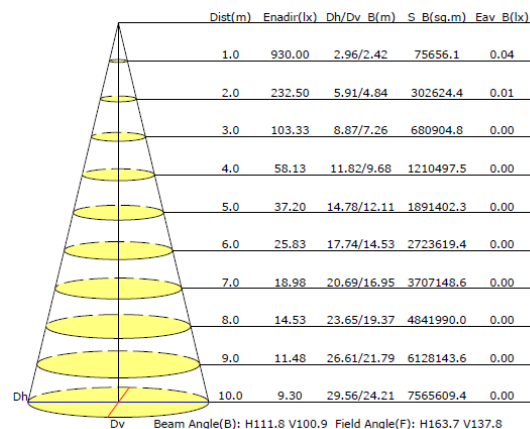 Dist(m) Enadir(lx) Dh/Dv_B(m) S_B(sq.m) Eav_B(lx)
1.0 930.00 2.96/2.42 75656.1 0.04
2.0 232.50 5.91/4.84 302624.4 0.01
3.0 103.33 8.87/7.26 680904.8 0.00
4.0 58.13 11.82/9.68 1210497.5 0.00
5.0 37.20 14.78/12.11 1891402.3 0.00
6.0 25.83 17.74/14.53 2723619.4 0.00
7.0 18.98 20.69/16.95 3707148.6 0.00
8.0 14.53 23.65/19.37 4841990.0 0.00
9.0 11.48 26.61/21.79 6128143.6 0.00
Dh 10.0 9.30 29.56/24.21 7565609.4 0.00
Dv Beam Angle(B): H111.8 V100.9 Field Angle(F): H163.7 V137.8